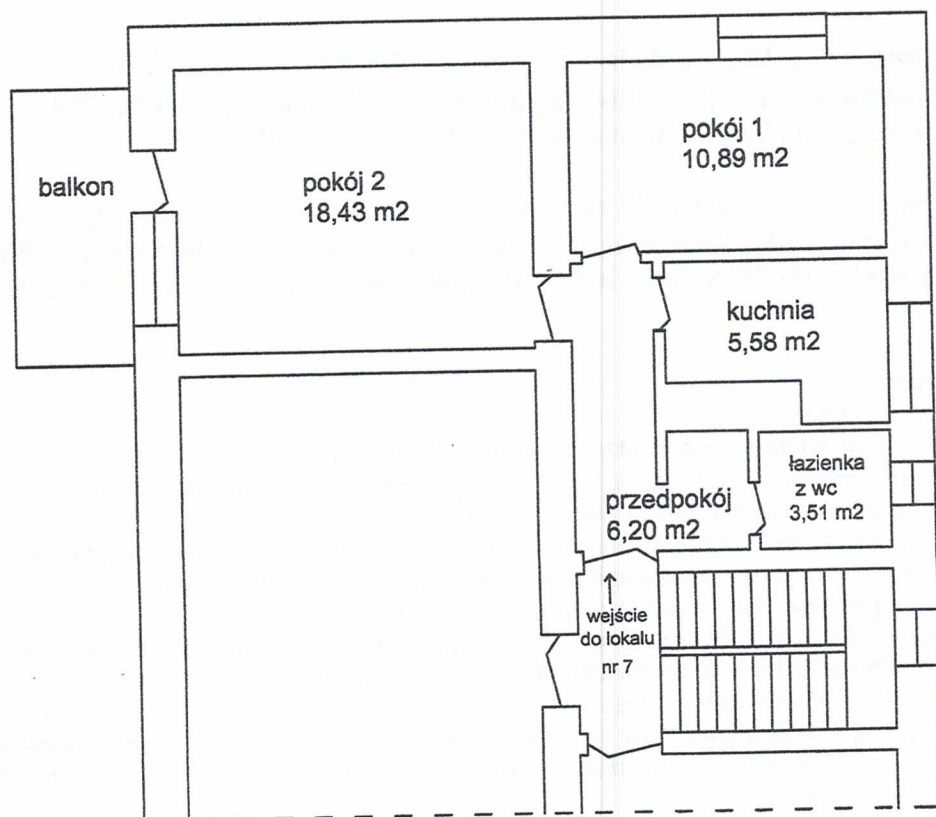 pokój 1
10,89 m2
balkon
pokój 2
18,43 m2
kuchnia
5,58 m2
łazienka
z wc
3,51 m2
przedpokój
6,20 m2
wejście
do lokalu
nr 7